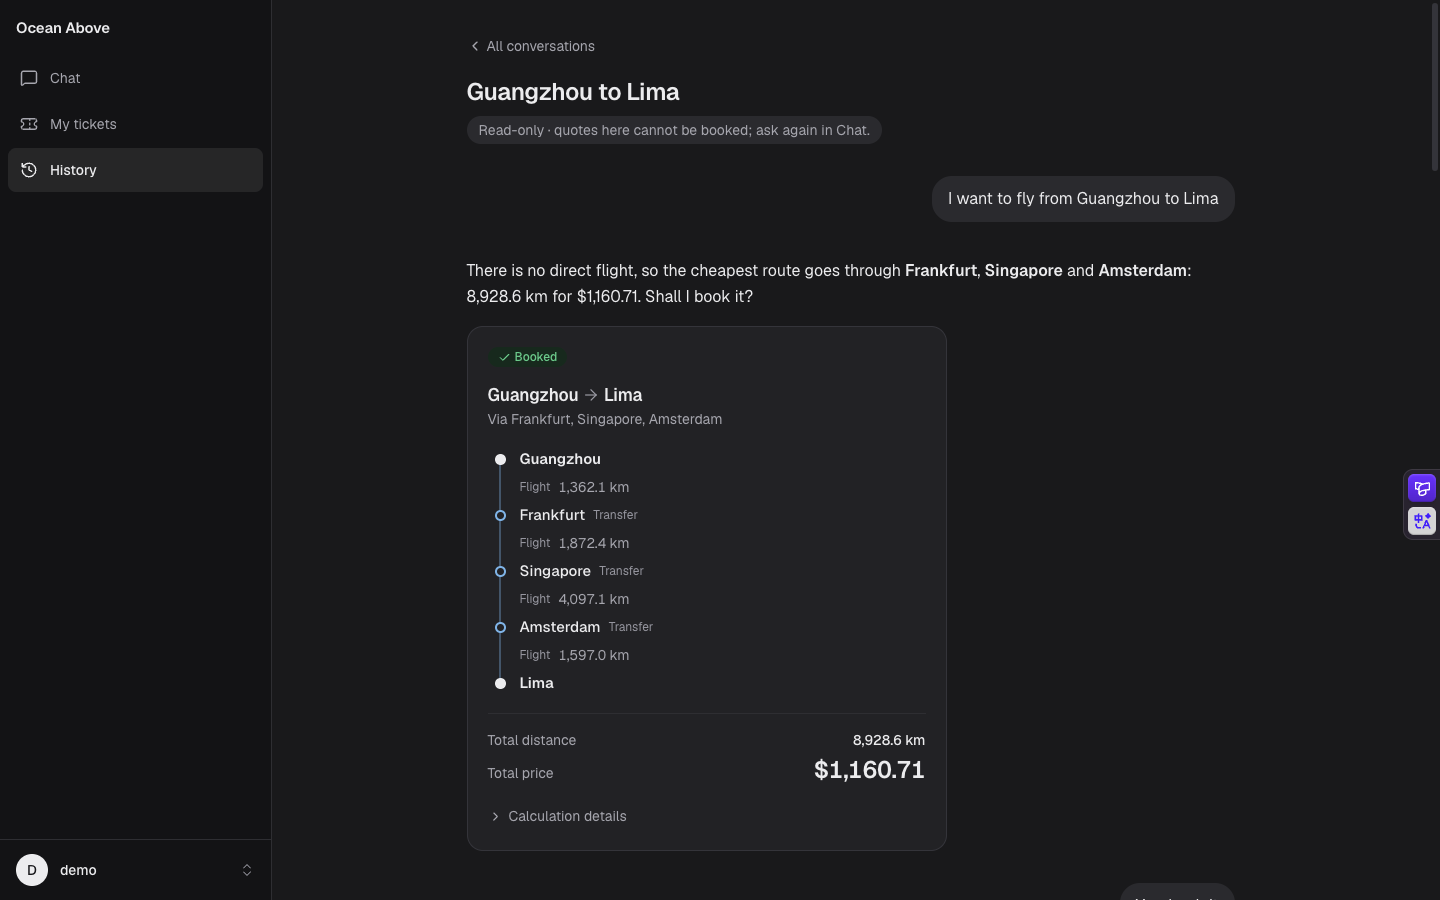 Ocean Above
Chat
My tickets
History
All conversations
Guangzhou to Lima
Read-only · quotes here cannot be booked; ask again in Chat.
I want to fly from Guangzhou to Lima
There is no direct flight, so the cheapest route goes through Frankfurt, Singapore and Amsterdam:
8,928.6 km for $1,160.71. Shall I book it?
Booked
Guangzhou → Lima
Via Frankfurt, Singapore, Amsterdam
Guangzhou
Flight 1,362.1 km
Frankfurt Transfer
Flight 1,872.4 km
Singapore Transfer
Flight 4,097.1 km
Amsterdam Transfer
Flight 1,597.0 km
Lima
Total distance 8,928.6 km
Total price $1,160.71
Calculation details
D demo